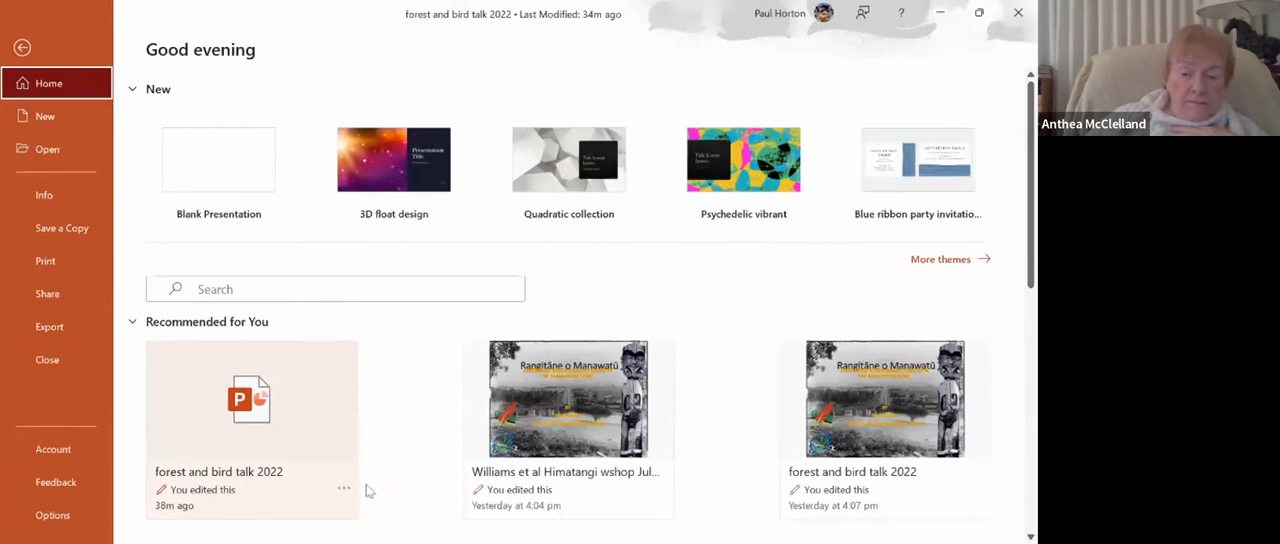 forest and bird talk 2022 • Last Modified: 34m ago
Paul Horton
?
Good evening
Home
New
New
Open
Blank Presentation
3D float design
Quadratic collection
Psychedelic vibrant
Blue ribbon party invitatio...
Info
Save a Copy
Print
Share
Export
Close
More themes
Search
Recommended for You
Rangitāne o Manawatū
Rangitāne o Manawatū
P
forest and bird talk 2022
You edited this
38m ago
Williams et al Himatangi wshop Jul...
You edited this
Yesterday at 4:04 pm
forest and bird talk 2022
You edited this
Yesterday at 4:07 pm
Account
Feedback
Options
Anthea McClelland